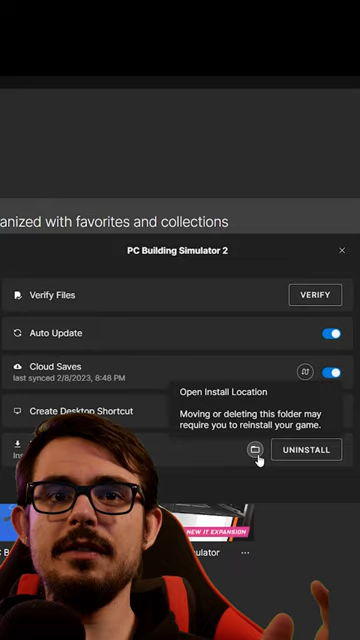 anized with favorites and collections
PC Building Simulator 2
Verify Files
VERIFY
Auto Update
Cloud Saves
last synced 2/8/2023, 8:48 PM
Open Install Location
Create Desktop Shortcut
Moving or deleting this folder may
require you to reinstall your game.
UNINSTALL
NEW IT EXPANSION